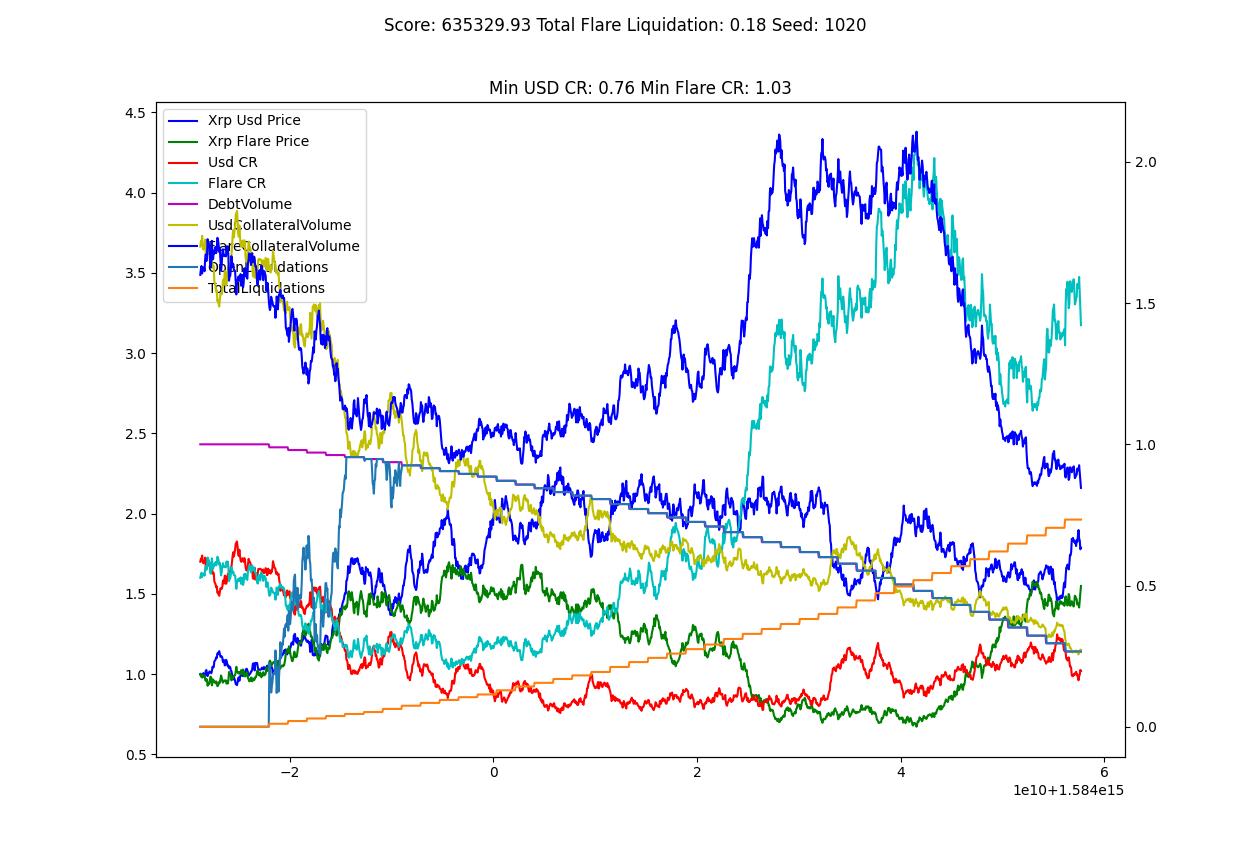 Score: 635329.93 Total Flare Liquidation: 0.18 Seed: 1020
Min USD CR: 0.76 Min Flare CR: 1.03
Xrp Usd Price
Xrp Flare Price
Usd CR
Flare CR
DebtVolume
UsdCollateralVolume
FlareCollateralVolume
OpenLiquidations
TotalLiquidations
4.5
4.0
3.5
3.0
2.5
2.0
1.5
1.0
0.5
2.0
1.5
1.0
0.5
0.0
−2
0
2
4
6
1e10+1.584e15